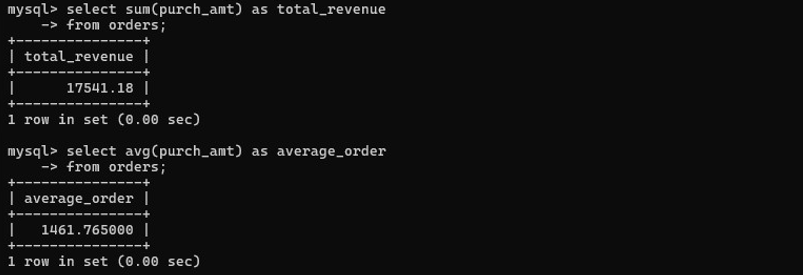 mysql> select sum(purch_amt) as total_revenue
    -> from orders;
+---------------+
| total_revenue |
+---------------+
|      17541.18 |
+---------------+
1 row in set (0.00 sec)

mysql> select avg(purch_amt) as average_order
    -> from orders;
+---------------+
| average_order |
+---------------+
|   1461.765000 |
+---------------+
1 row in set (0.00 sec)